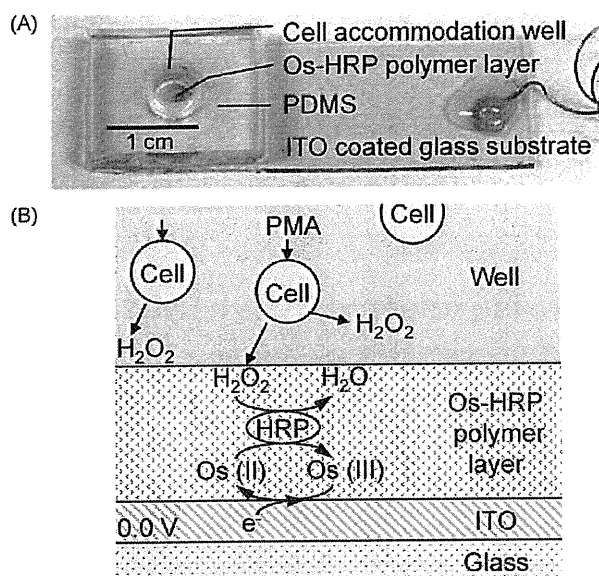 (A)
Cell accommodation well
Os-HRP polymer layer
PDMS
1 cm
ITO coated glass substrate
(B)
PMA
Cell
Cell
Cell
Well
H₂O₂
H₂O₂
H₂O₂
H₂O
HRP
Os-HRP
polymer
layer
Os (II)
Os (III)
0.0 V
e⁻
ITO
Glass